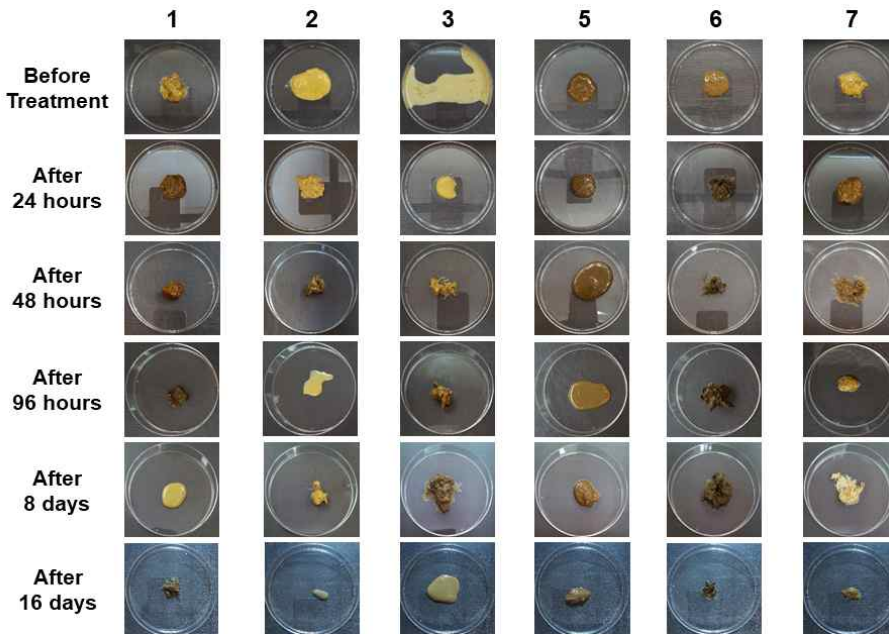 1 2 3 5 6 7
Before
Treatment
After
24 hours
After
48 hours
After
96 hours
After
8 days
After
16 days